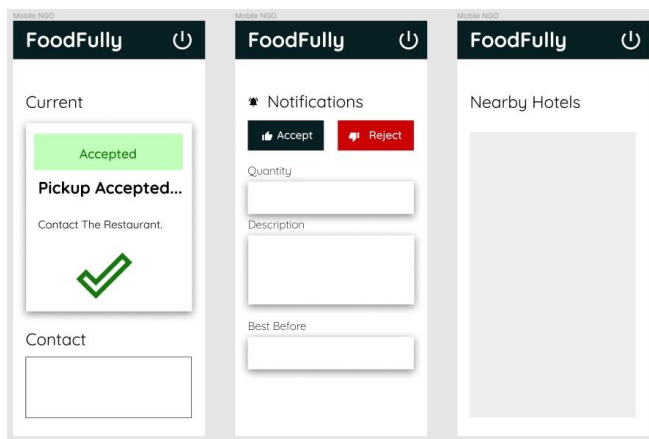 Mobile NGO
FoodFully
Current
Accepted
Pickup Accepted...
Contact The Restaurant.
Contact
Mobile NGO
FoodFully
Notifications
Accept
Reject
Quantity
Description
Best Before
Mobile NGO
FoodFully
Nearby Hotels